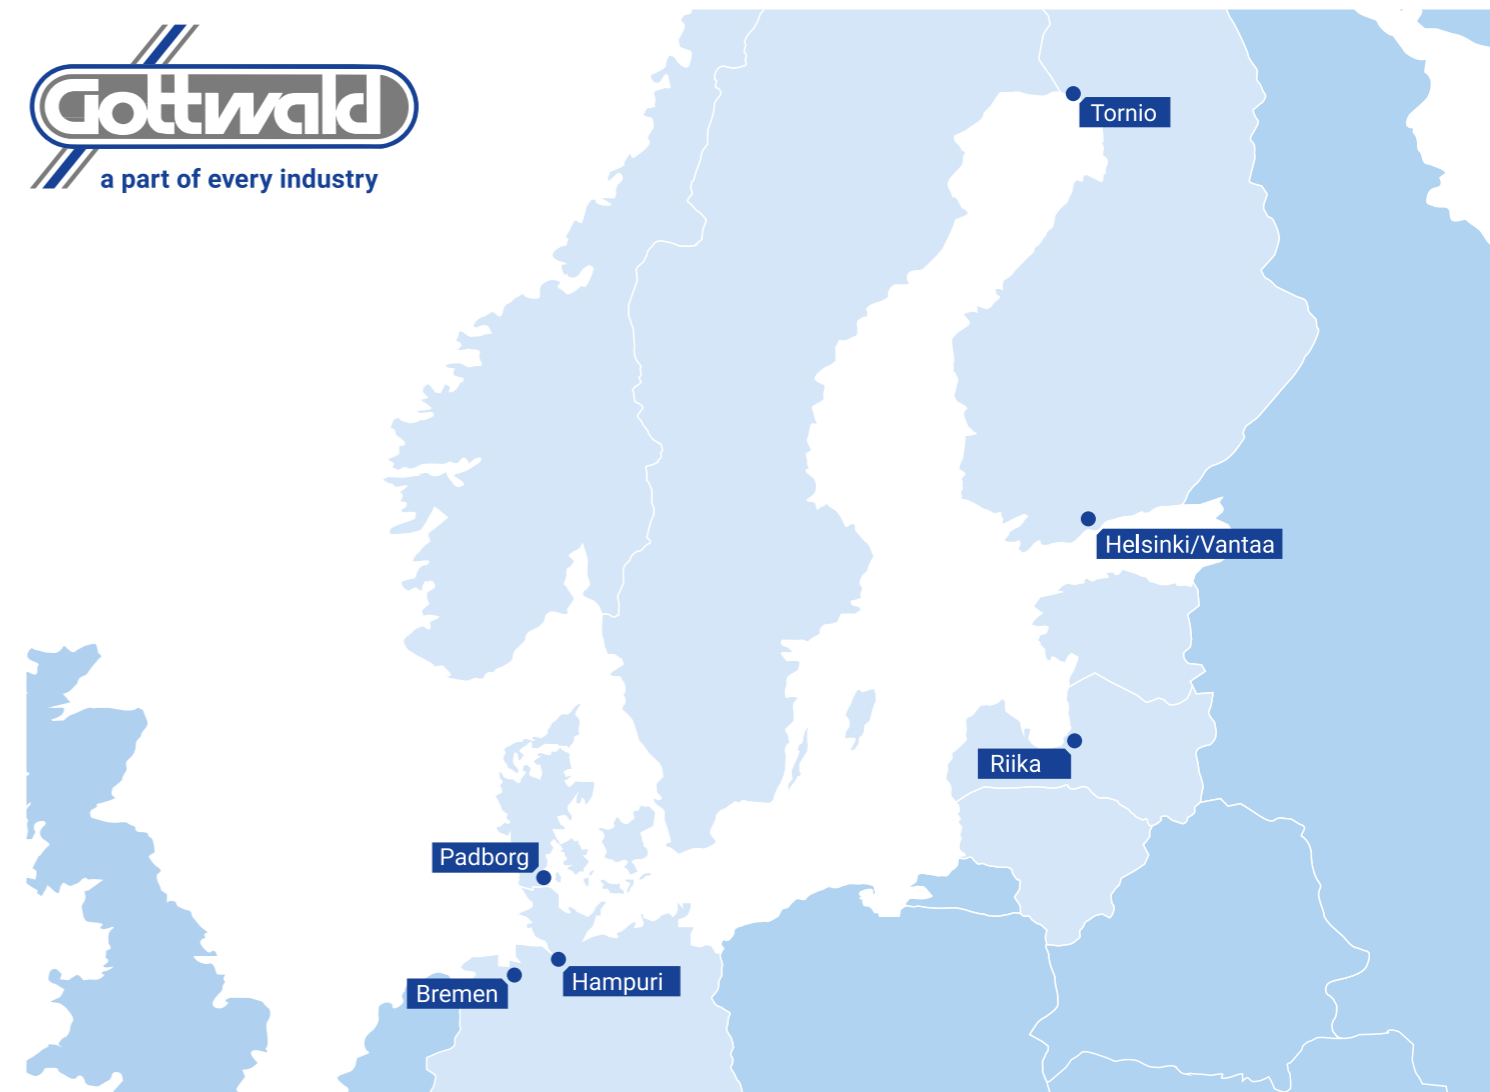 Gottwald
a part of every industry
Tornio
Helsinki/Vantaa
Riika
Padborg
Hampuri
Bremen